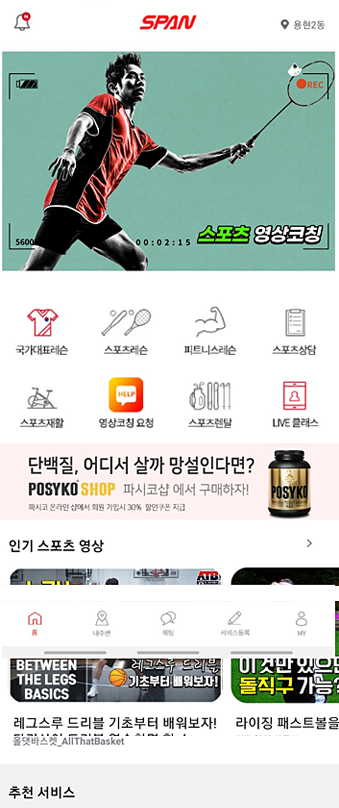 SPAN
용현2동
REC
5600
00:02:15
스포츠 영상코칭
국가대표레슨
스포츠레슨
피트니스레슨
스포츠상담
HELP
스포츠재활
영상코칭 요청
스포츠렌탈
LIVE 클래스
단백질, 어디서 살까 망설인다면?
POSYKO SHOP 파시코샵 에서 구매하자!
파시코 온라인 샵에서 회원 가입시 30% 할인쿠폰 지급
POSYKO
인기 스포츠 영상
ATB
홈
내주변
채팅
서비스등록
MY
BETWEEN
THE LEGS
BASICS
레그스루 드리블
기초부터 배워보자!
이것만 있으면
돌직구 가능?
레그스루 드리블 기초부터 배워보자!
라이징 패스트볼을
올댓바스켓_AllThatBasket
추천 서비스